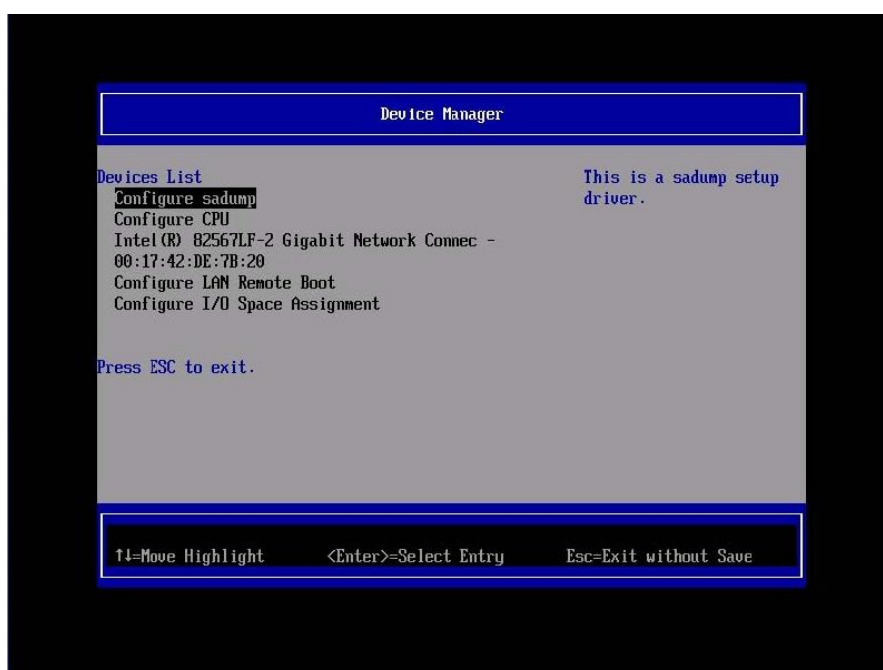 Device Manager
Devices List
Configure sadump
Configure CPU
Intel(R) 82567LF-2 Gigabit Network Connec -
00:17:42:DE:7B:20
Configure LAN Remote Boot
Configure I/O Space Assignment
Press ESC to exit.
This is a sadump setup
driver.
↑↓=Move Highlight <Enter>=Select Entry Esc=Exit without Save